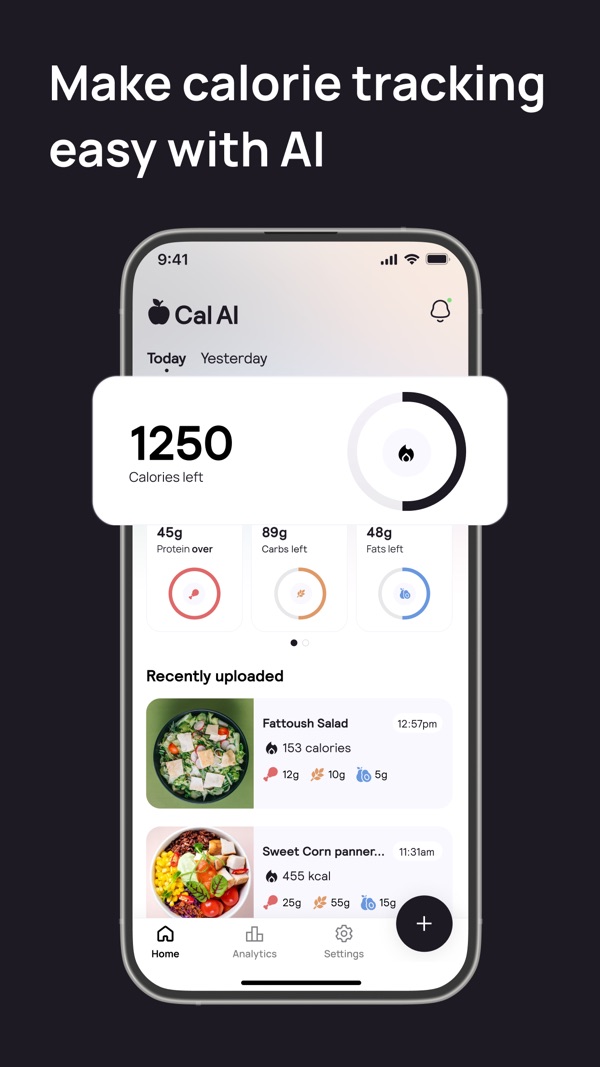 Make calorie tracking
easy with AI
9:41
Cal AI
Today Yesterday
1250
Calories left
45g 89g 48g
Protein over Carbs left Fats left
Recently uploaded
Fattoush Salad 12:57pm
153 calories
12g 10g 5g
Sweet Corn panner... 11:31am
455 kcal
25g 55g 15g
+
Home Analytics Settings